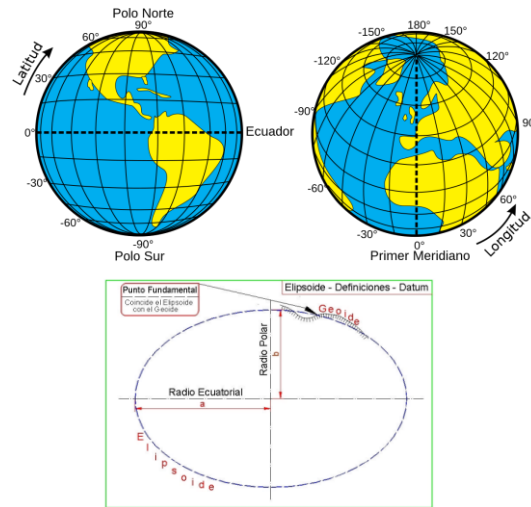 Polo Norte
90°
60°
30°
0°
-30°
-60°
-90°
Polo Sur
Latitud
Ecuador
180°
-150°
150°
-120°
120°
-90°
90°
-60°
60°
-30°
30°
0°
Primer Meridiano
Longitud
Punto Fundamental
Coincide el Elipsoide
con el Geoide
Elipsoide - Definiciones - Datum
Geoide
Radio Polar
b
Radio Ecuatorial
a
Elipsoide